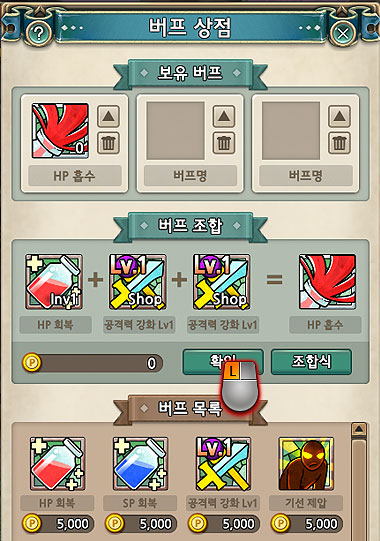 ? 버프 상점 ×
보유 버프
0
HP 흡수 버프명 버프명
버프 조합
Inv1 + Lv.1 Shop + Lv.1 Shop =
HP 회복 공격력 강화 Lv1 공격력 강화 Lv1 HP 흡수
P 0 확인 조합식
L
버프 목록
Lv.1
HP 회복 SP 회복 공격력 강화 Lv1 기선 제압
P 5,000 P 5,000 P 5,000 P 5,000